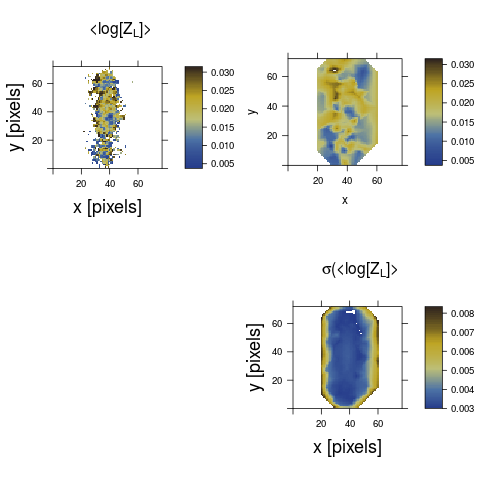 <log[Z_L]>
60
40
20
20 40 60
x [pixels]
y [pixels]
0.030
0.025
0.020
0.015
0.010
0.005
60
40
20
20 40 60
x
y
0.030
0.025
0.020
0.015
0.010
0.005
σ(<log[Z_L]>
60
40
20
20 40 60
x [pixels]
y [pixels]
0.008
0.007
0.006
0.005
0.004
0.003